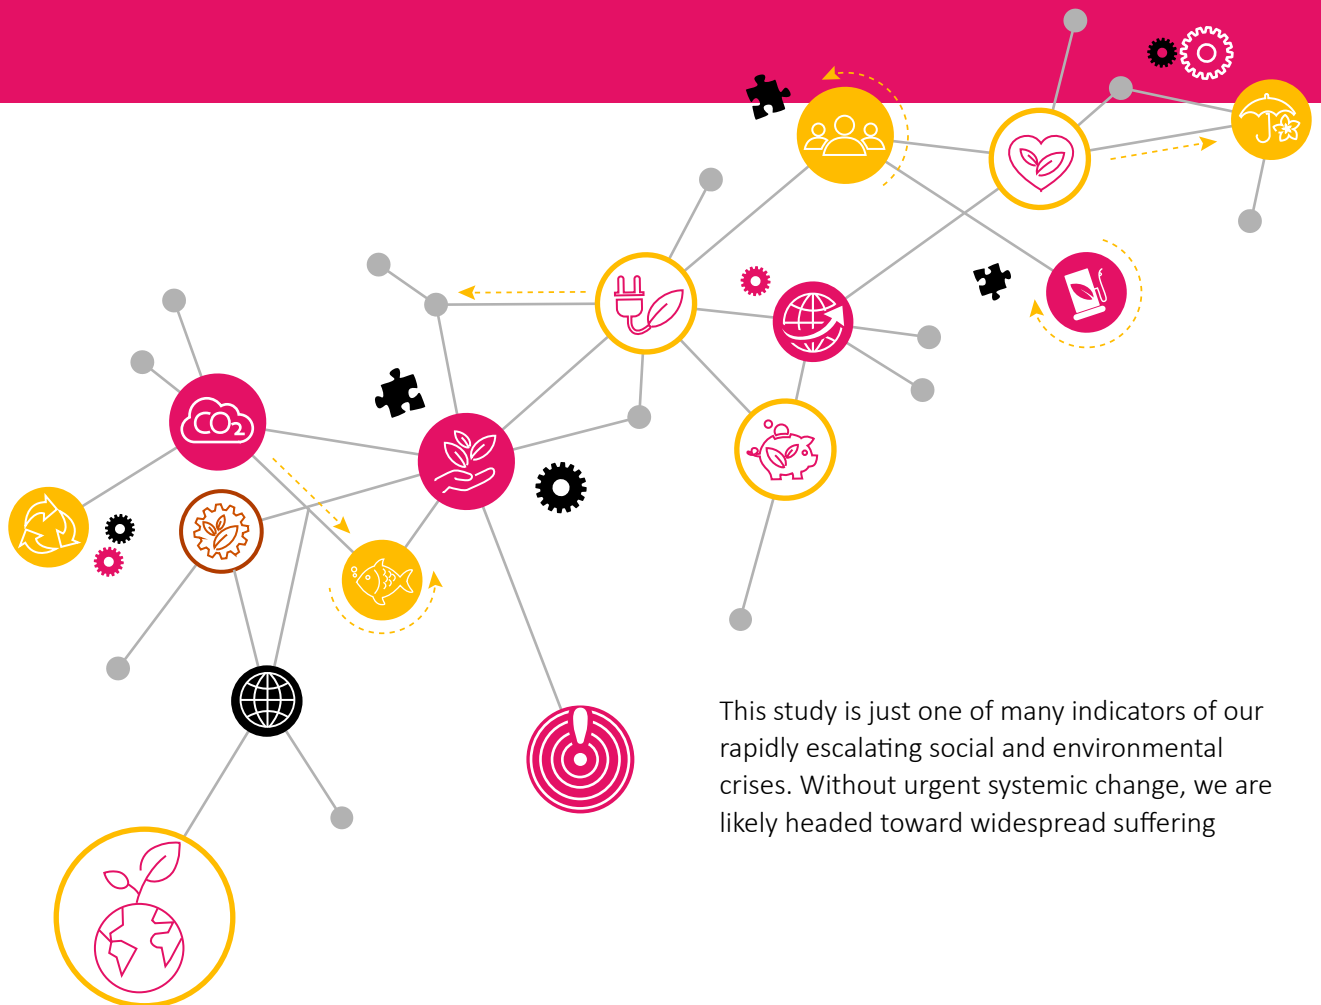 CO2
This study is just one of many indicators of our
rapidly escalating social and environmental
crises. Without urgent systemic change, we are
likely headed toward widespread suffering